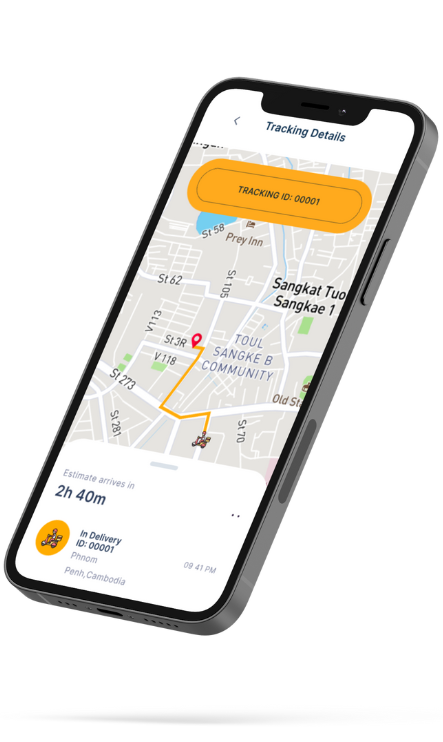 Tracking Details
TRACKING ID: 00001
St 58
Prey Inn
St 62
St 105
Sangkat Tuo
Sangkae 1
V113
St 3R
V 118
TOUL
SANGKE B
COMMUNITY
St 273
Old St
St 281
St 70
Estimate arrives in
2h 40m
In Delivery
ID: 00001
Phnom
Penh,Cambodia
09:41 PM